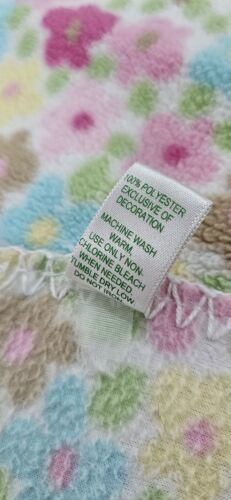 100% POLYESTER
EXCLUSIVE OF
DECORATION
MACHINE WASH
WARM,
USE ONLY NON-
CHLORINE BLEACH
WHEN NEEDED
TUMBLE DRY LOW
DO NOT IRON